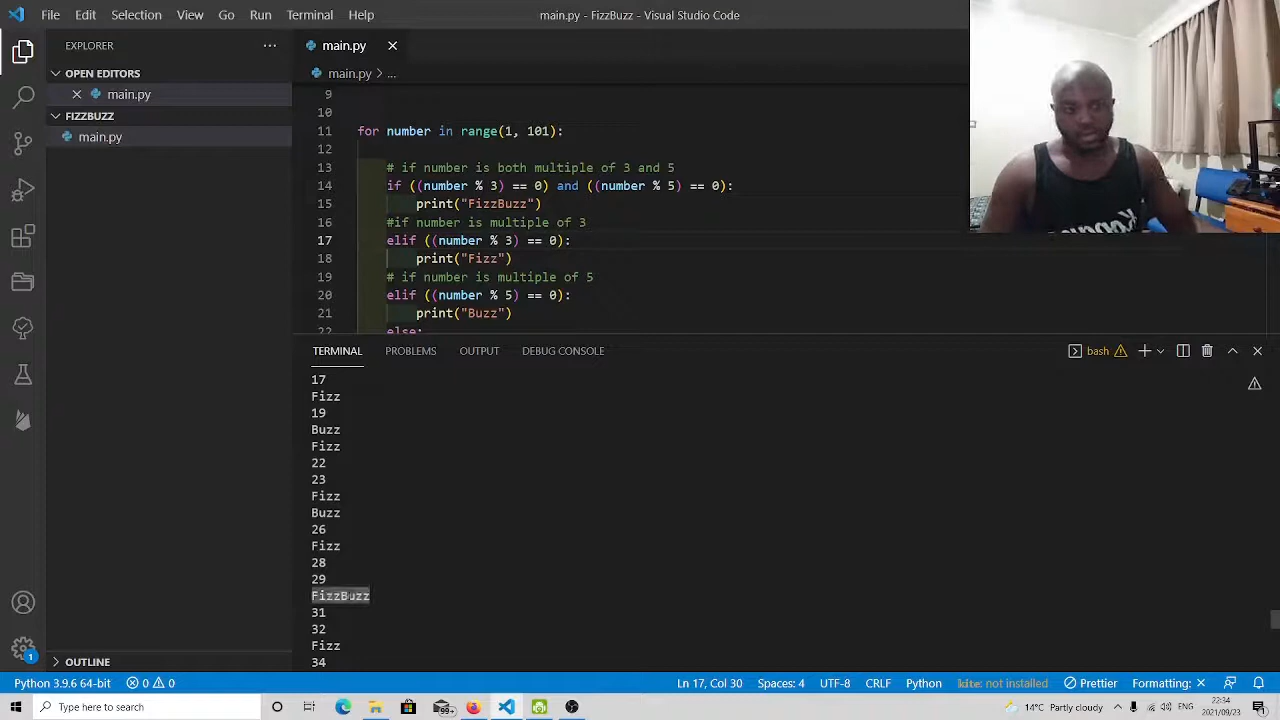 File Edit Selection View Go Run Terminal Help
main.py - FizzBuzz - Visual Studio Code
EXPLORER
OPEN EDITORS
main.py
FIZZBUZZ
main.py
OUTLINE
main.py
main.py > ...
9
10
11 for number in range(1, 101):
12
13 # if number is both multiple of 3 and 5
14 if ((number % 3) == 0) and ((number % 5) == 0):
15 print("FizzBuzz")
16 #if number is multiple of 3
17 elif ((number % 3) == 0):
18 print("Fizz")
19 # if number is multiple of 5
20 elif ((number % 5) == 0):
21 print("Buzz")
22 else:
TERMINAL PROBLEMS OUTPUT DEBUG CONSOLE
bash
17
Fizz
19
Buzz
Fizz
22
23
Fizz
Buzz
26
Fizz
28
29
FizzBuzz
31
32
Fizz
34
1
Python 3.9.6 64-bit 0 0 Ln 17, Col 30 Spaces: 4 UTF-8 CRLF Python kite: not installed Prettier Formatting:
Type here to search
14°C Partly cloudy ENG 22:34
2021/09/23